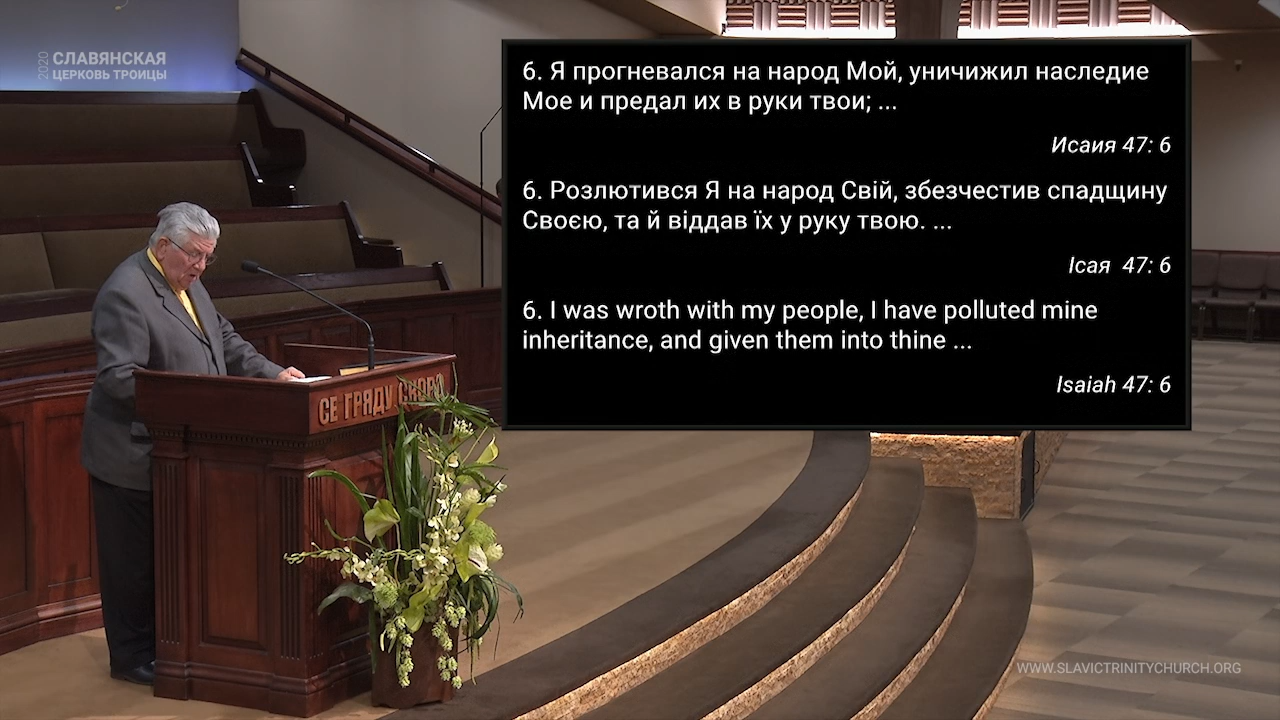 2020 СЛАВЯНСКАЯ
ЦЕРКОВЬ ТРОИЦЫ
6. Я прогневался на народ Мой, уничижил наследие
Мое и предал их в руки твои; ...
Исаия 47: 6
6. Розлютився Я на народ Свій, збезчестив спадщину
Своєю, та й віддав їх у руку твою. ...
Ісая 47: 6
6. I was wroth with my people, I have polluted mine
inheritance, and given them into thine ...
Isaiah 47: 6
СЕ ГРЯДУ СКОРО
WWW.SLAVICTRINITYCHURCH.ORG